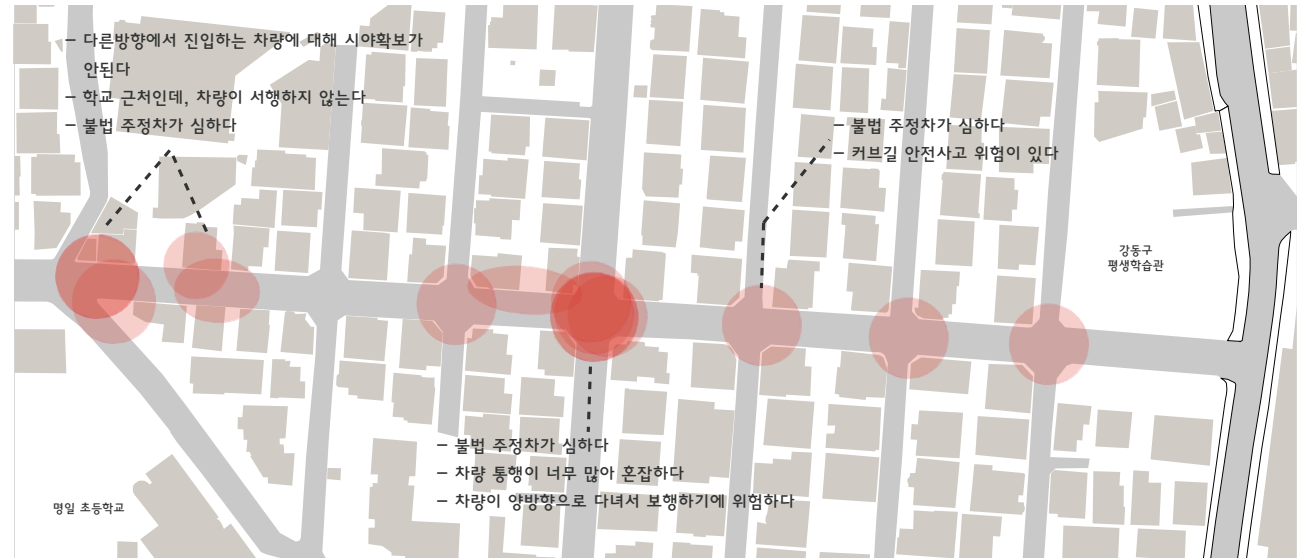 – 다른방향에서 진입하는 차량에 대해 시야확보가
안된다
– 학교 근처인데, 차량이 서행하지 않는다
– 불법 주정차가 심하다
– 불법 주정차가 심하다
– 커브길 안전사고 위험이 있다
강동구
평생학습관
– 불법 주정차가 심하다
– 차량 통행이 너무 많아 혼잡하다
– 차량이 양방향으로 다녀서 보행하기에 위험하다
명일 초등학교